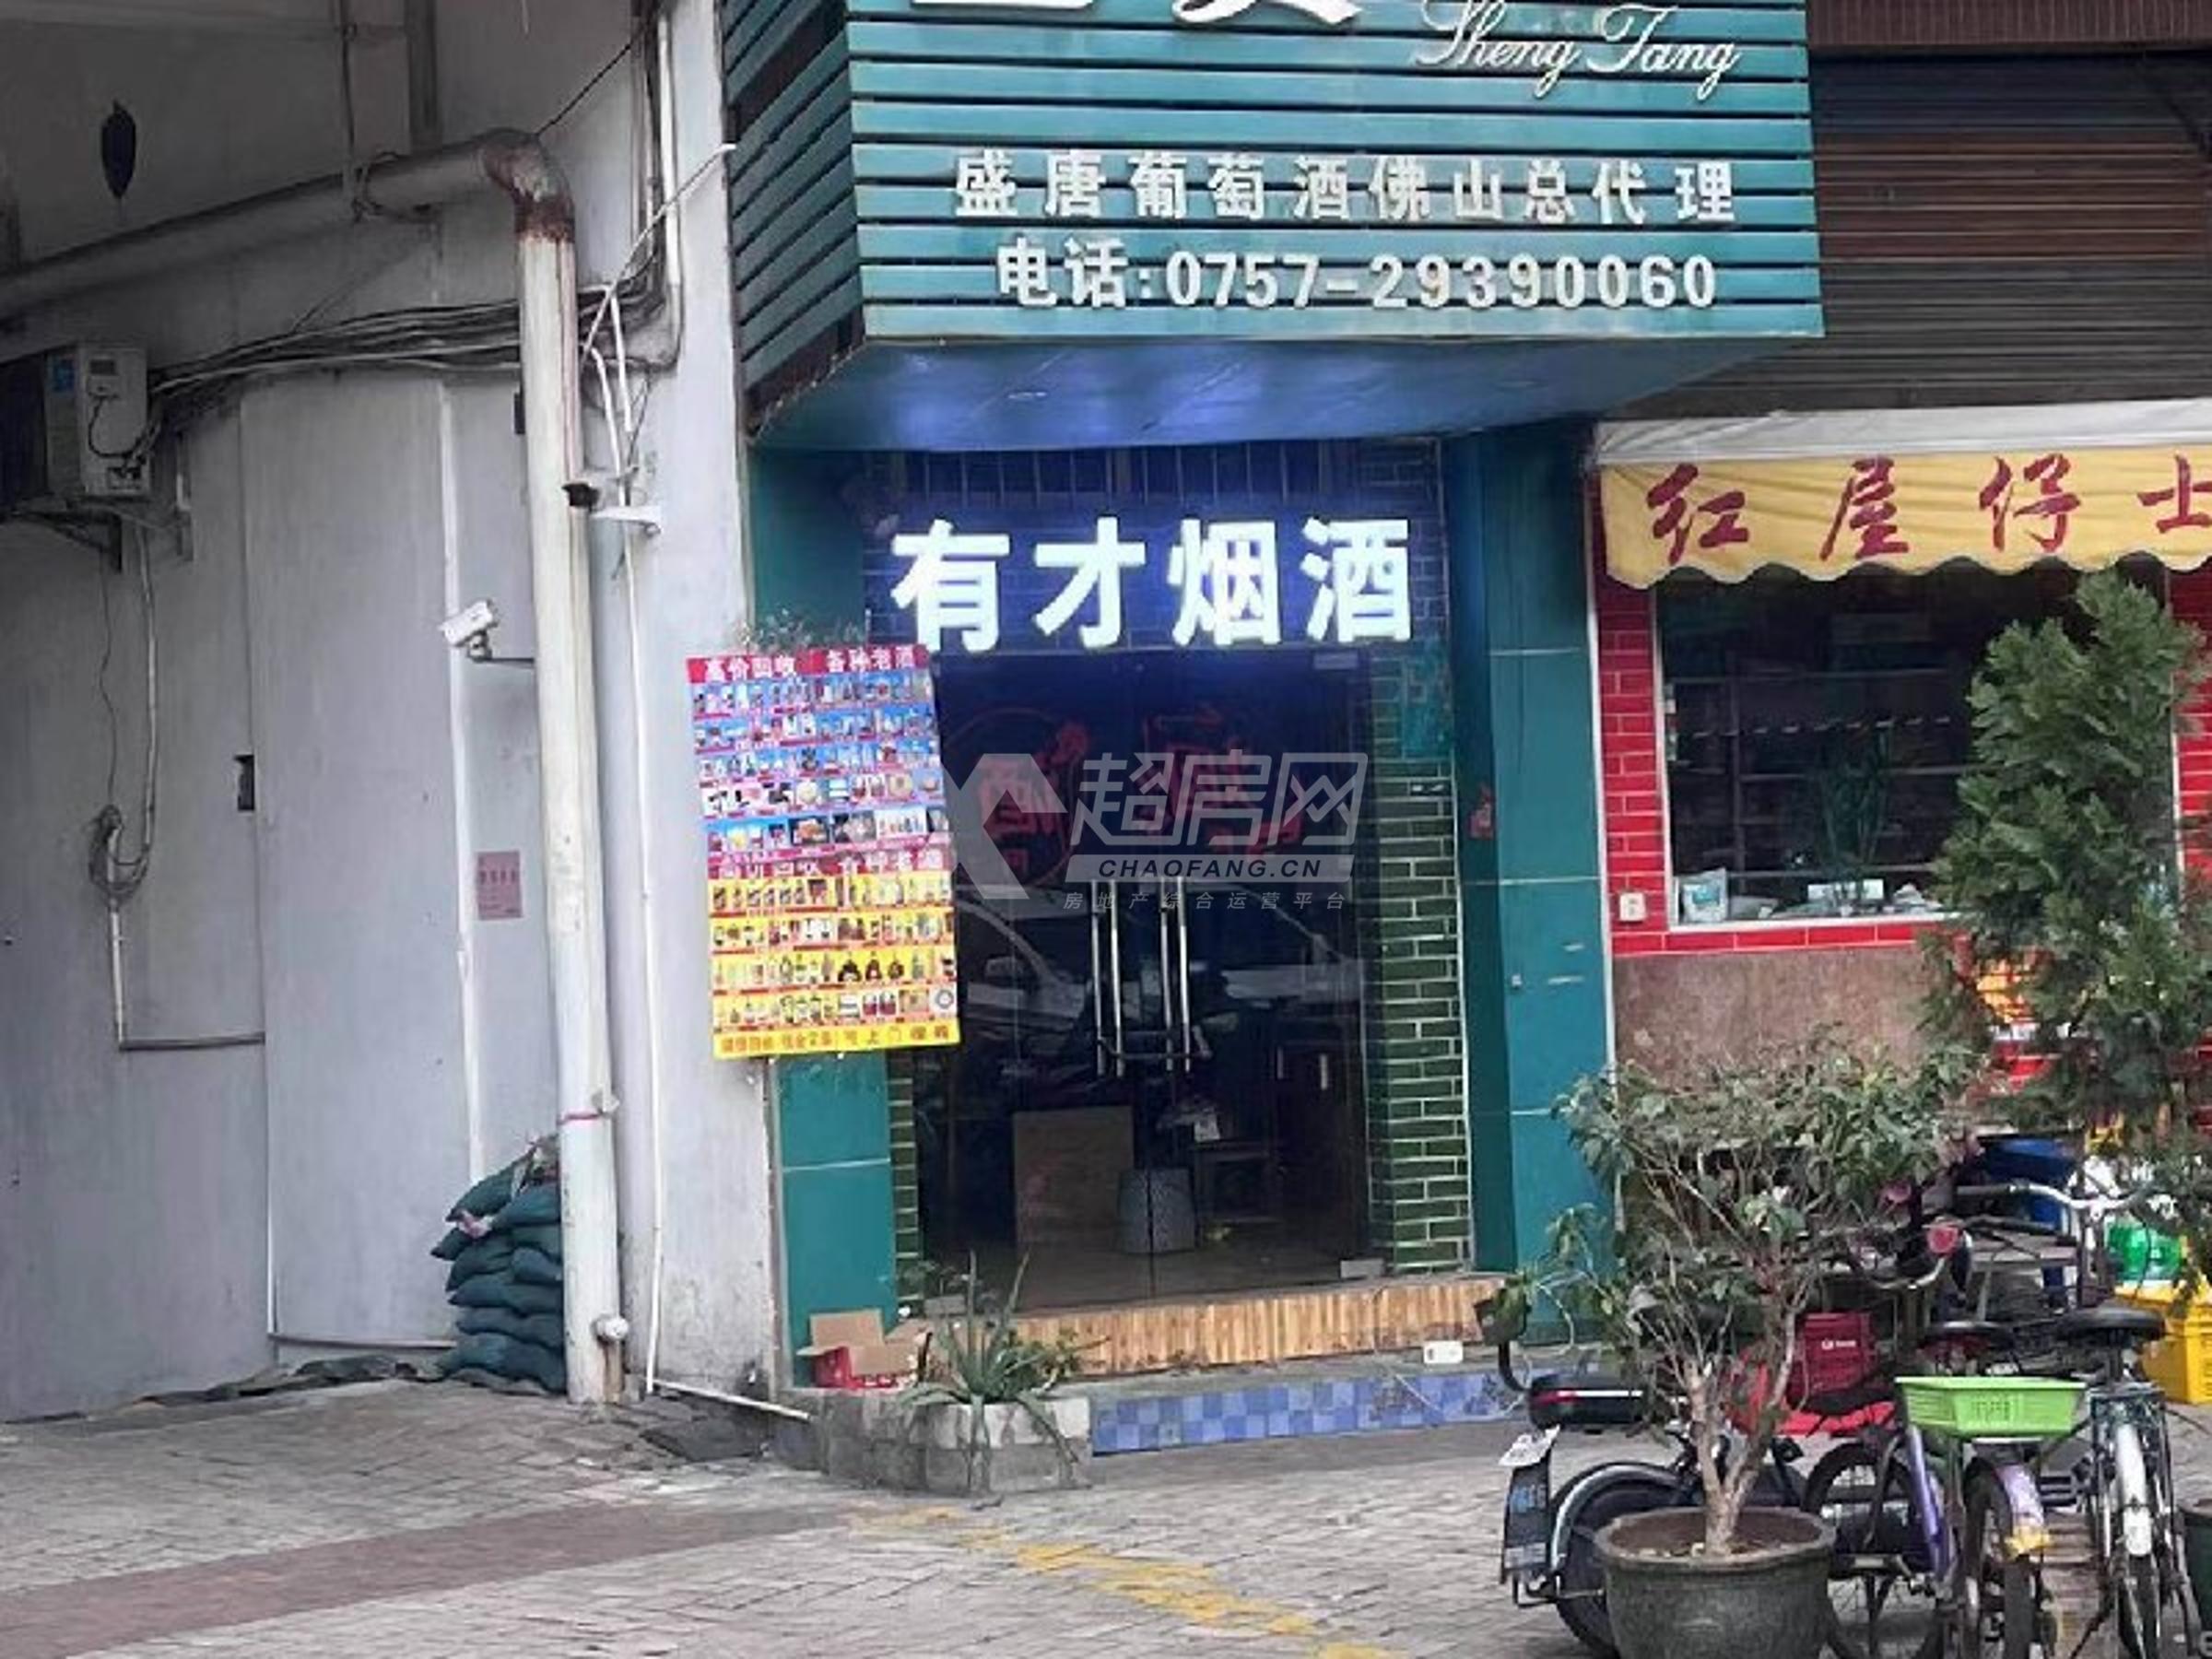 Sheng Tang
盛唐葡萄酒佛山总代理
电话:0757-29390060
有才烟酒
红屋仔士
高价回收 各种老酒
超房网
CHAOFANG.CN
房地产综合运营平台